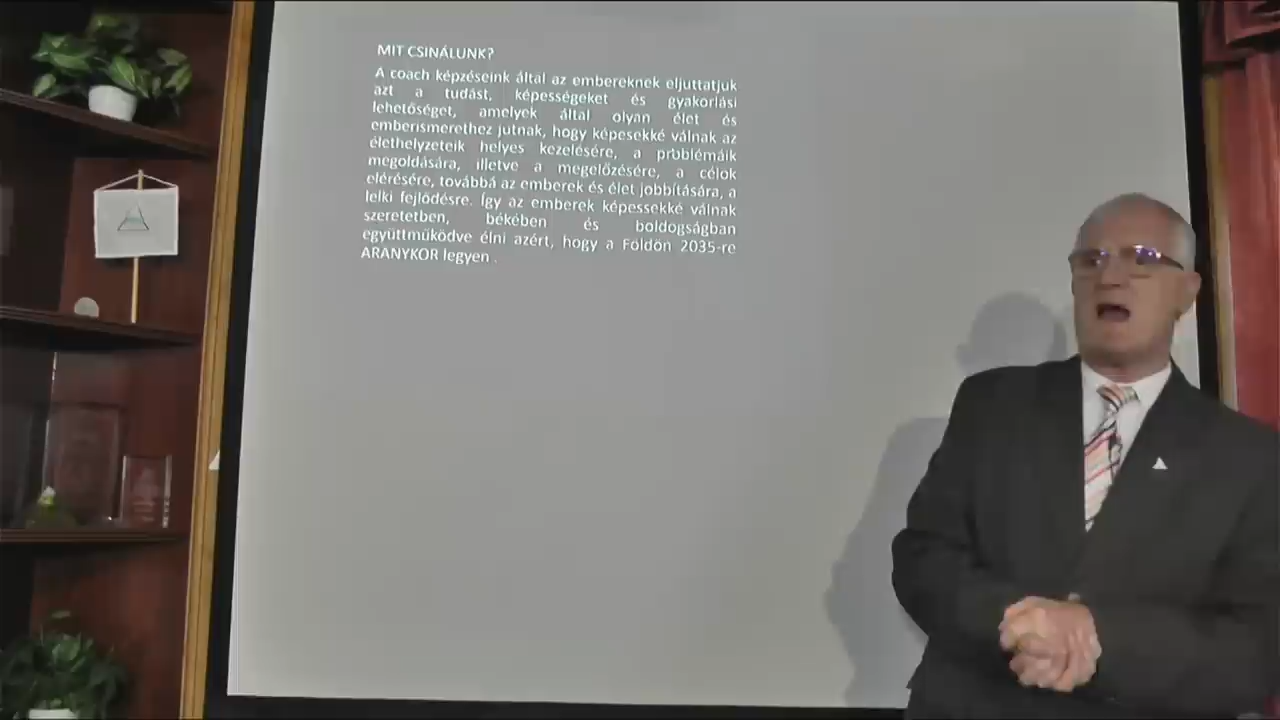 MIT CSINÁLUNK?
A coach képzéseink által az embereknek eljuttatjuk
azt a tudást, képességeket és gyakorlási
lehetőséget, amelyek által olyan élet és
emberismerethez jutnak, hogy képesekké válnak az
élethelyzeteik helyes kezelésére, a problémáik
megoldására, illetve a megelőzésére, a célok
elérésére, továbbá az emberek és élet jobbítására, a
lelki fejlődésre. Így az emberek képessekké válnak
szeretetben, békében és boldogságban
együttműködve élni azért, hogy a Földön 2035-re
ARANYKOR legyen .